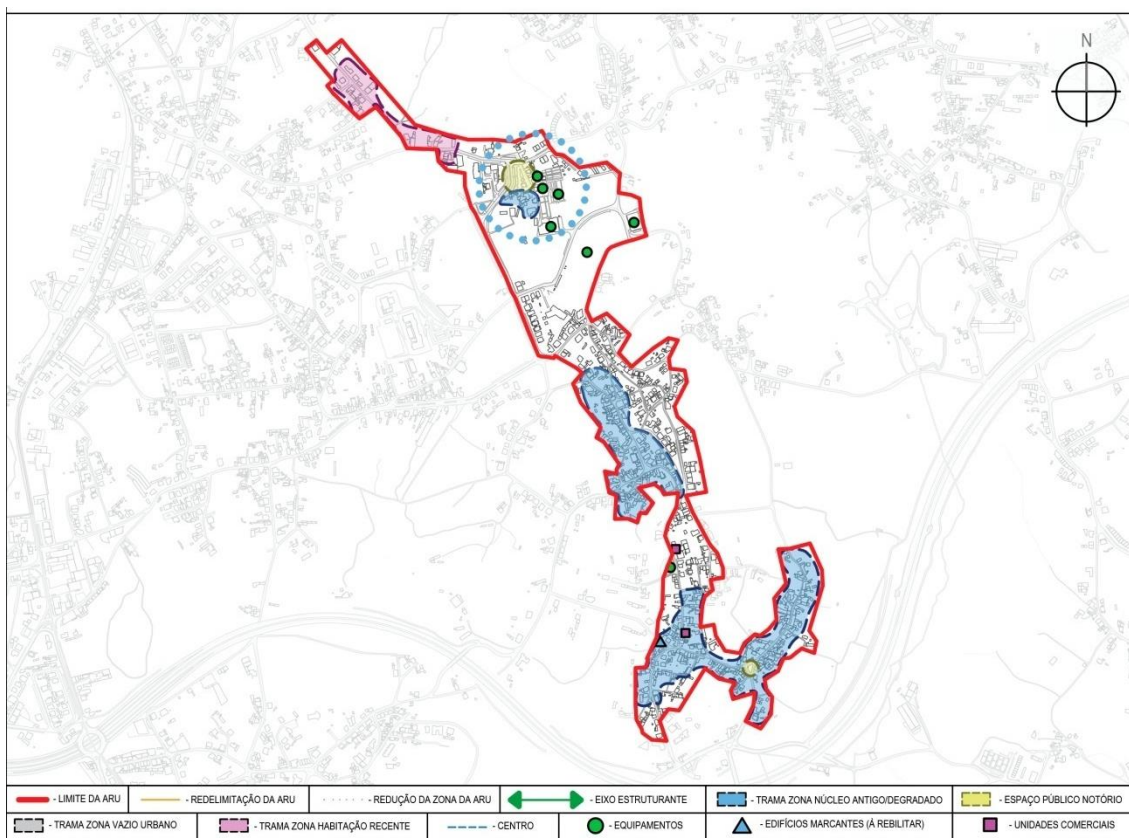 N
- LIMITE DA ARU
- REDELIMITAÇÃO DA ARU
- REDUÇÃO DA ZONA DA ARU
- EIXO ESTRUTURANTE
- TRAMA ZONA NÚCLEO ANTIGO/DEGRADADO
- ESPAÇO PÚBLICO NOTÓRIO
- TRAMA ZONA VAZIO URBANO
- TRAMA ZONA HABITAÇÃO RECENTE
- CENTRO
- EQUIPAMENTOS
- EDIFÍCIOS MARCANTES (Á REBILITAR)
- UNIDADES COMERCIAIS